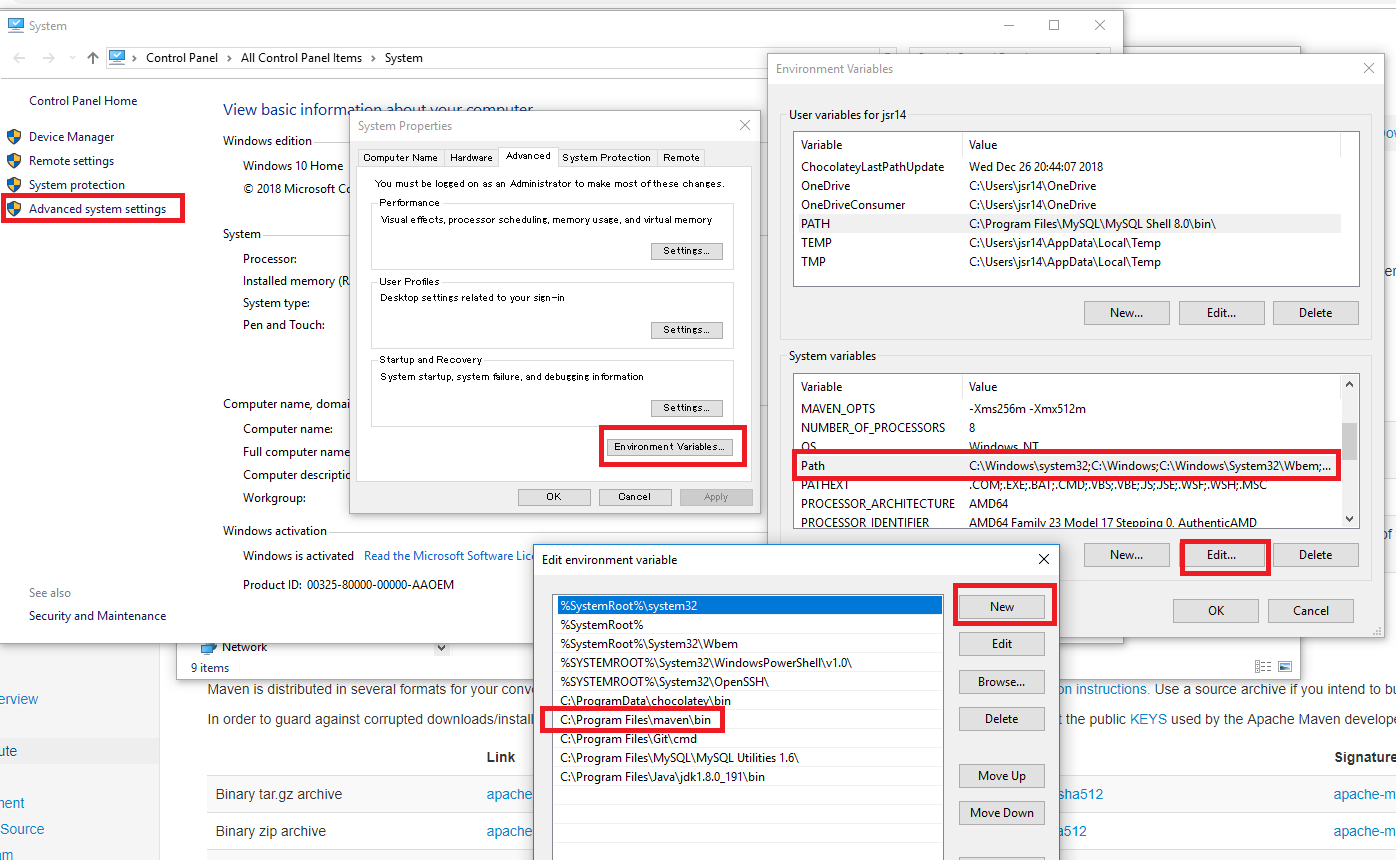 System
Control Panel > All Control Panel Items > System
Control Panel Home
Device Manager
Remote settings
System protection
Advanced system settings
See also
Security and Maintenance
View basic information about your computer
Windows edition
Windows 10 Home
© 2018 Microsoft Co
System
Processor:
Installed memory (R
System type:
Pen and Touch:
Computer name, domai
Computer name:
Full computer name
Computer descriptio
Workgroup:
Windows activation
Windows is activated Read the Microsoft Software Lice
Product ID: 00325-80000-00000-AAOEM
System Properties
Computer Name Hardware Advanced System Protection Remote
You must be logged on as an Administrator to make most of these changes.
Performance
Visual effects, processor scheduling, memory usage, and virtual memory
Settings...
User Profiles
Desktop settings related to your sign-in
Settings...
Startup and Recovery
System startup, system failure, and debugging information
Settings...
Environment Variables...
OK Cancel Apply
Environment Variables
User variables for jsr14
Variable Value
ChocolateyLastPathUpdate Wed Dec 26 20:44:07 2018
OneDrive C:\Users\jsr14\OneDrive
OneDriveConsumer C:\Users\jsr14\OneDrive
PATH C:\Program Files\MySQL\MySQL Shell 8.0\bin\
TEMP C:\Users\jsr14\AppData\Local\Temp
TMP C:\Users\jsr14\AppData\Local\Temp
New... Edit... Delete
System variables
Variable Value
MAVEN_OPTS -Xms256m -Xmx512m
NUMBER_OF_PROCESSORS 8
OS Windows_NT
Path C:\Windows\system32;C:\Windows;C:\Windows\System32\Wbem;...
PATHEXT .COM;.EXE;.BAT;.CMD;.VBS;.VBE;.JS;.JSE;.WSF;.WSH;.MSC
PROCESSOR_ARCHITECTURE AMD64
PROCESSOR_IDENTIFIER AMD64 Family 23 Model 17 Stepping 0, AuthenticAMD
New... Edit... Delete
OK Cancel
Edit environment variable
%SystemRoot%\system32
%SystemRoot%
%SystemRoot%\System32\Wbem
%SYSTEMROOT%\System32\WindowsPowerShell\v1.0\
%SYSTEMROOT%\System32\OpenSSH\
C:\ProgramData\chocolatey\bin
C:\Program Files\maven\bin
C:\Program Files\Git\cmd
C:\Program Files\MySQL\MySQL Utilities 1.6\
C:\Program Files\Java\jdk1.8.0_191\bin
New
Edit
Browse...
Delete
Move Up
Move Down
Network
9 items
Maven is distributed in several formats for your conve
on instructions. Use a source archive if you intend to bu
In order to guard against corrupted downloads/install
t the public KEYS used by the Apache Maven develope
Link Signature
Binary tar.gz archive apache sha512 apache-m
Binary zip archive apache a512 apache-m
erview
ute
ment
Source
am
of